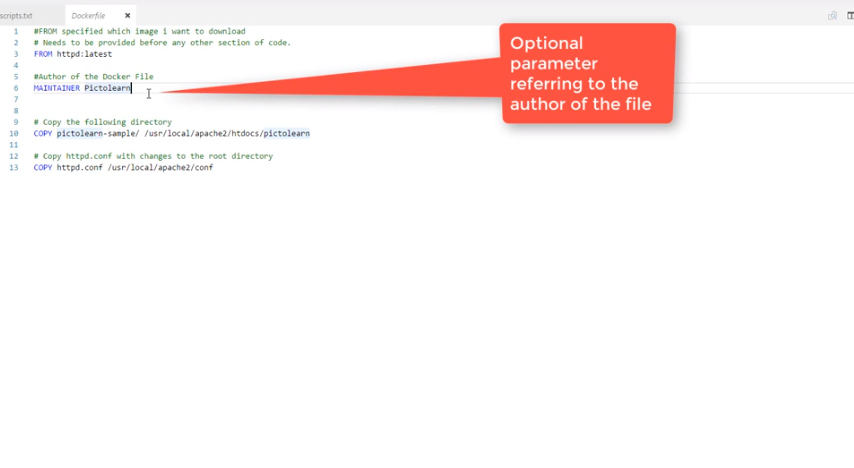 scripts.txt
Dockerfile
1 #FROM specified which image i want to download
2 # Needs to be provided before any other section of code.
3 FROM httpd:latest
4
5 #Author of the Docker File
6 MAINTAINER Pictolearn
7
8
9 # Copy the following directory
10 COPY pictolearn-sample/ /usr/local/apache2/htdocs/pictolearn
11
12 # Copy httpd.conf with changes to the root directory
13 COPY httpd.conf /usr/local/apache2/conf
Optional
parameter
referring to the
author of the file